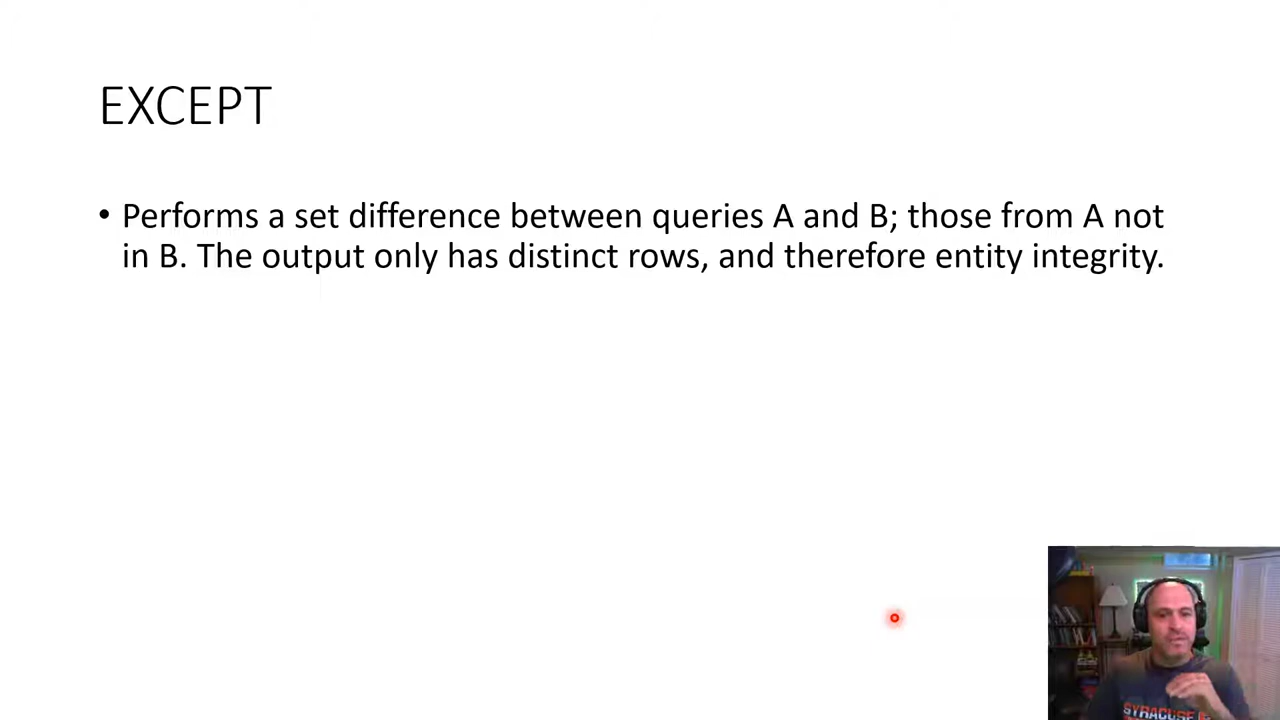 EXCEPT
• Performs a set difference between queries A and B; those from A not
in B. The output only has distinct rows, and therefore entity integrity.
SYRACUSE